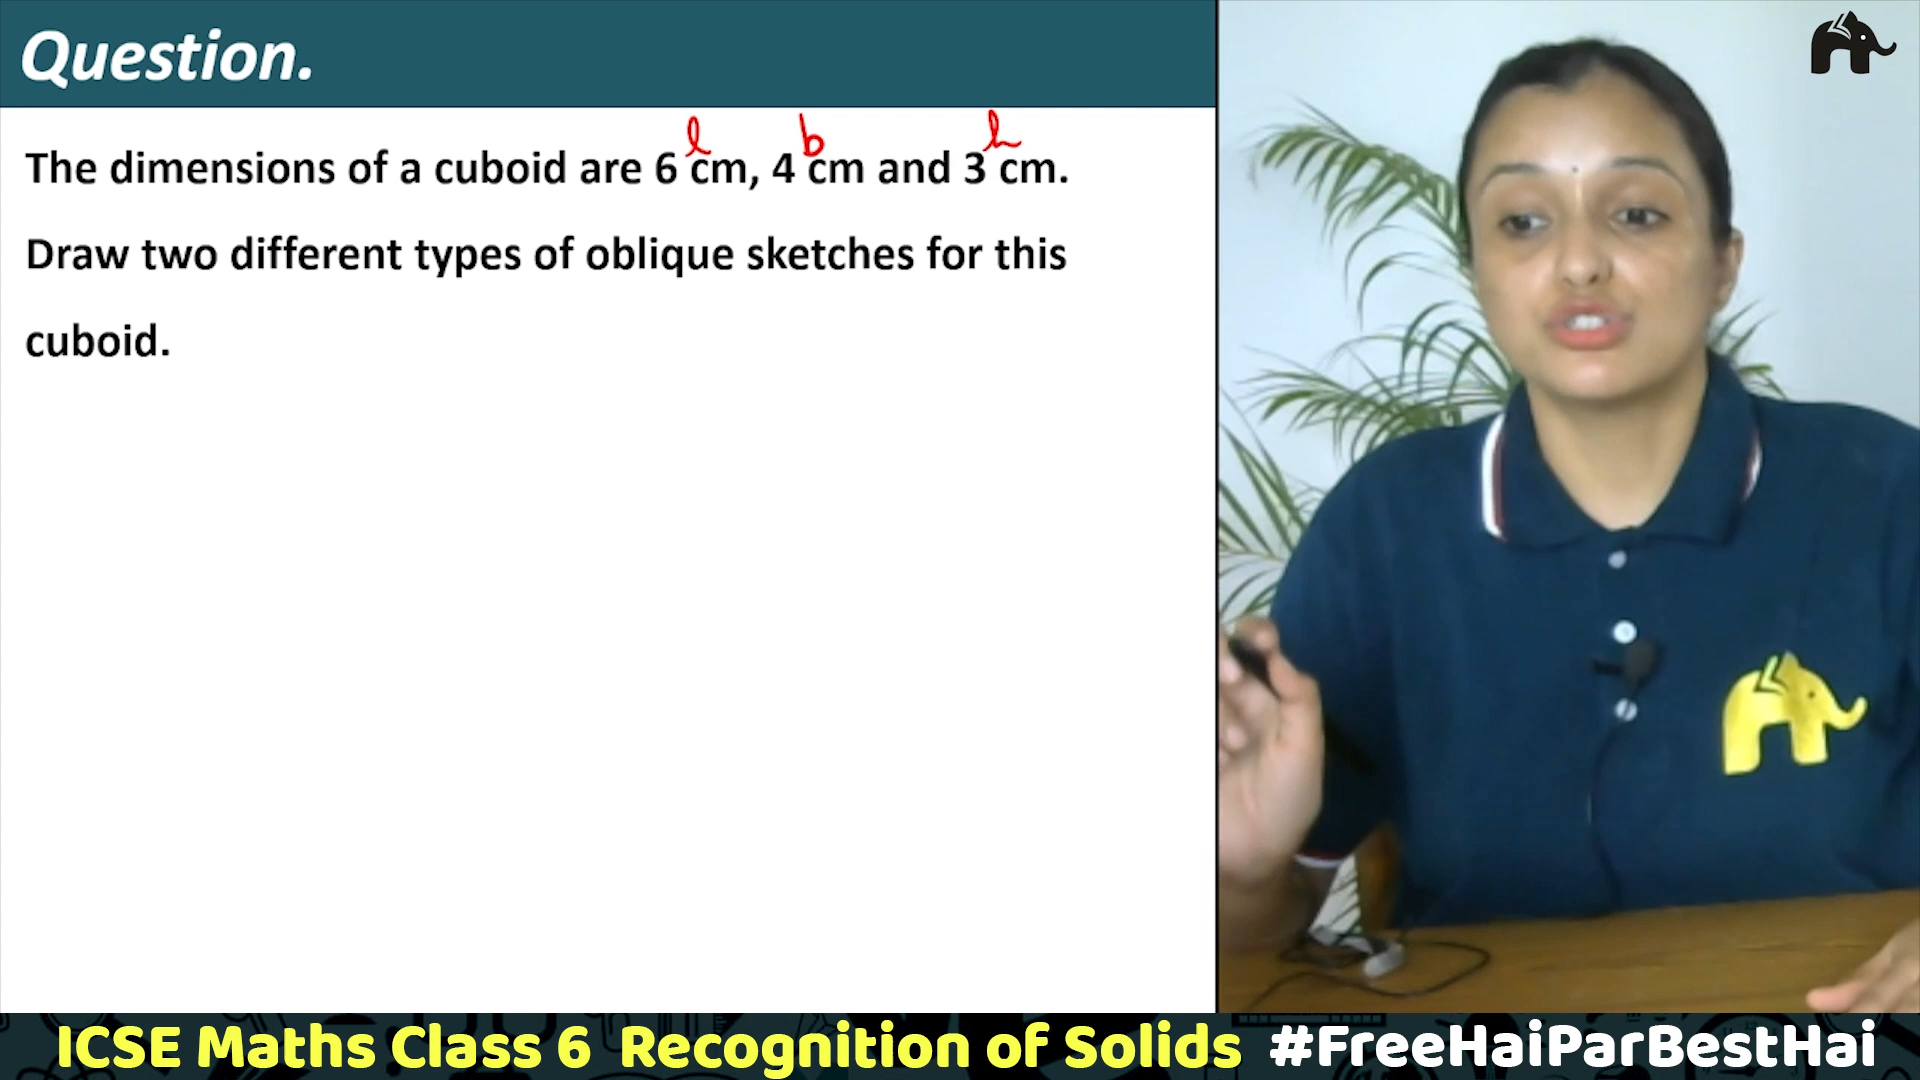 Question.
l b h
The dimensions of a cuboid are 6 cm, 4 cm and 3 cm.
Draw two different types of oblique sketches for this
cuboid.
ICSE Maths Class 6 Recognition of Solids #FreeHaiParBestHai